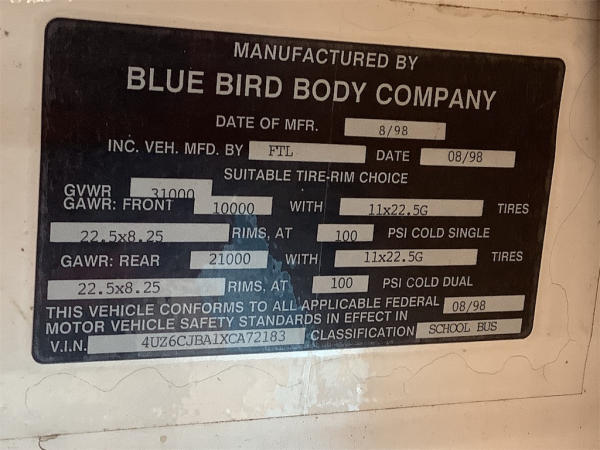 MANUFACTURED BY
BLUE BIRD BODY COMPANY
DATE OF MFR. 8/98
INC. VEH. MFD. BY FTL DATE 08/98
SUITABLE TIRE-RIM CHOICE
GVWR 31000
GAWR: FRONT 10000 WITH 11x22.5G TIRES
22.5x8.25 RIMS, AT 100 PSI COLD SINGLE
GAWR: REAR 21000 WITH 11x22.5G TIRES
22.5x8.25 RIMS, AT 100 PSI COLD DUAL
THIS VEHICLE CONFORMS TO ALL APPLICABLE FEDERAL 08/98
MOTOR VEHICLE SAFETY STANDARDS IN EFFECT IN
V.I.N. 4UZ6CJBA1XCA72183 CLASSIFICATION SCHOOL BUS